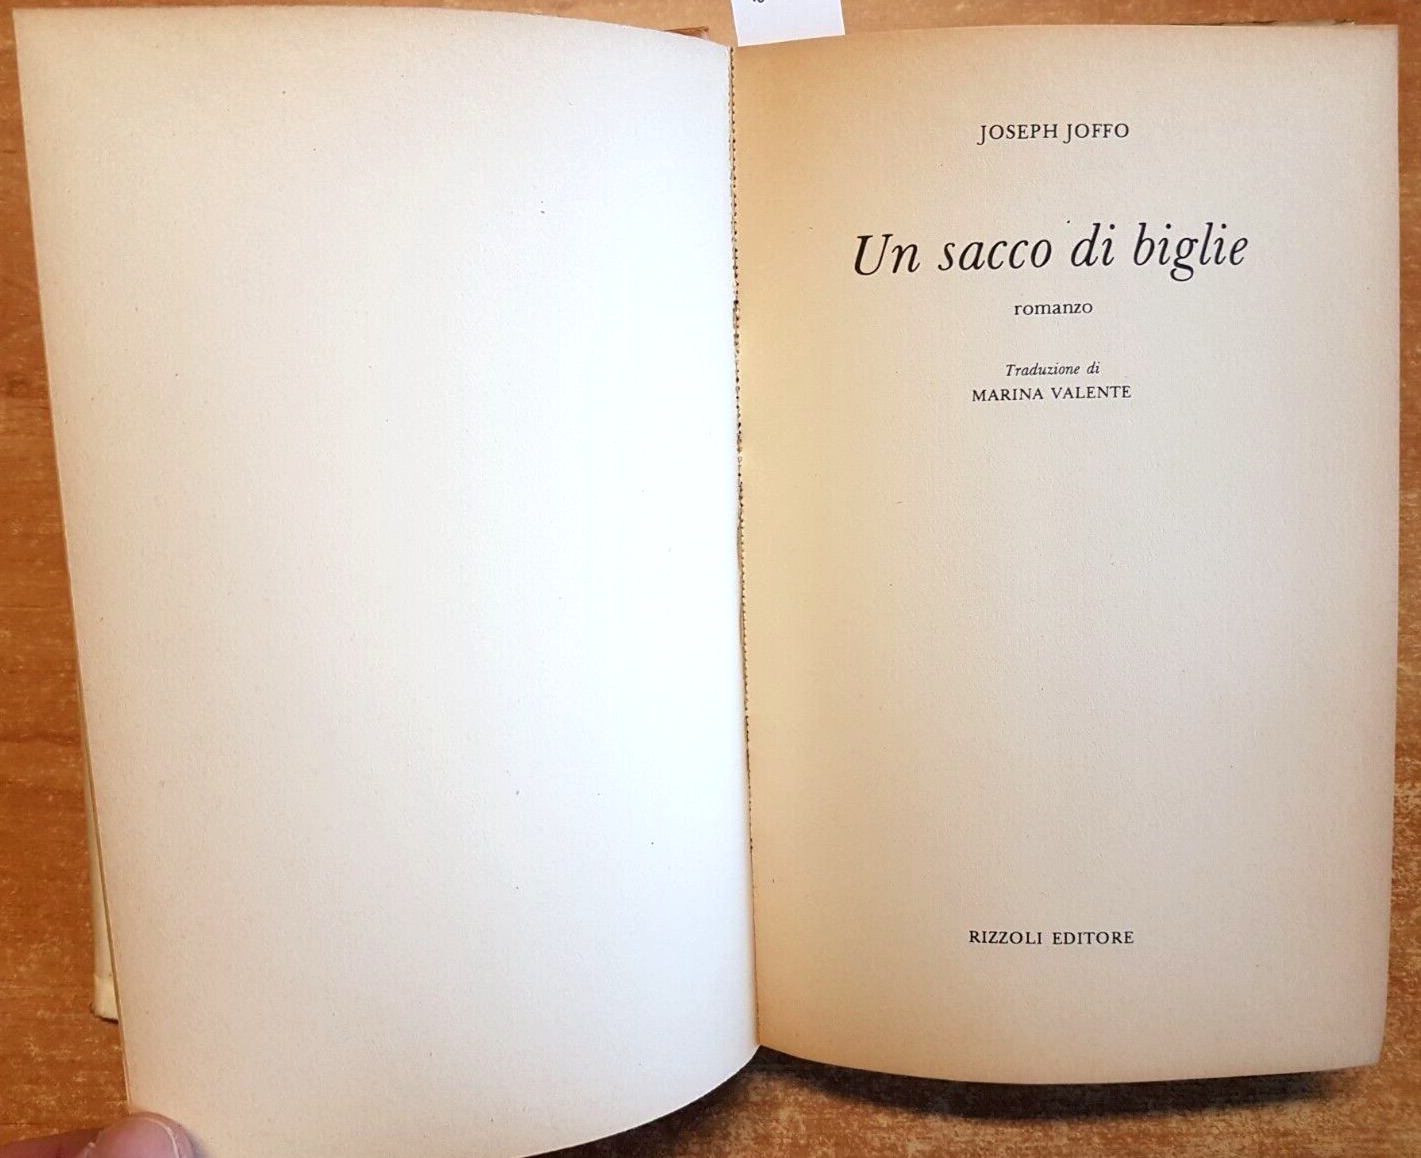 JOSEPH JOFFO
Un sacco di biglie
romanzo
Traduzione di
MARINA VALENTE
RIZZOLI EDITORE